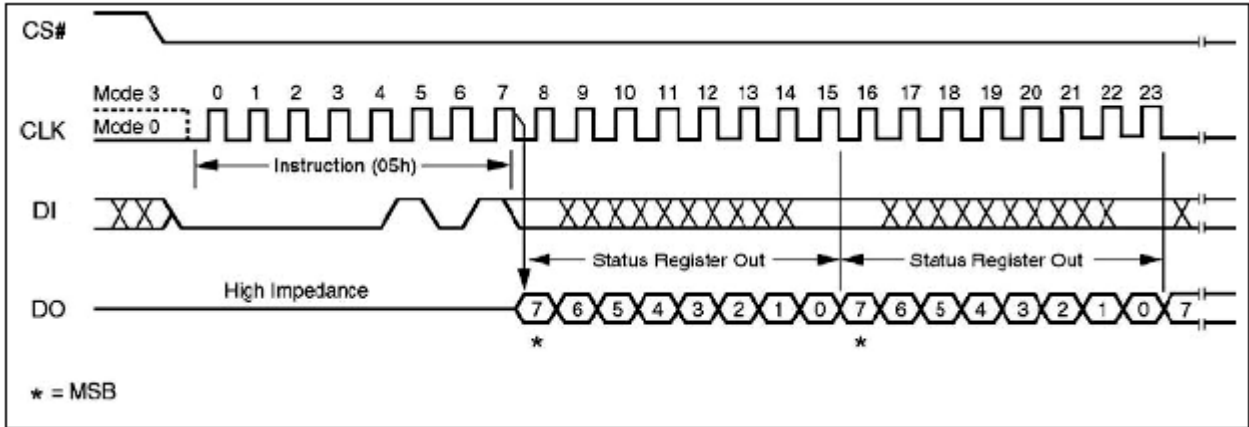 CS#
Mode 3
0 1 2 3 4 5 6 7 8 9 10 11 12 13 14 15 16 17 18 19 20 21 22 23
CLK
Mode 0
Instruction (05h)
DI
Status Register Out
Status Register Out
High Impedance
DO
7 6 5 4 3 2 1 0 7 6 5 4 3 2 1 0 7
* *
* = MSB